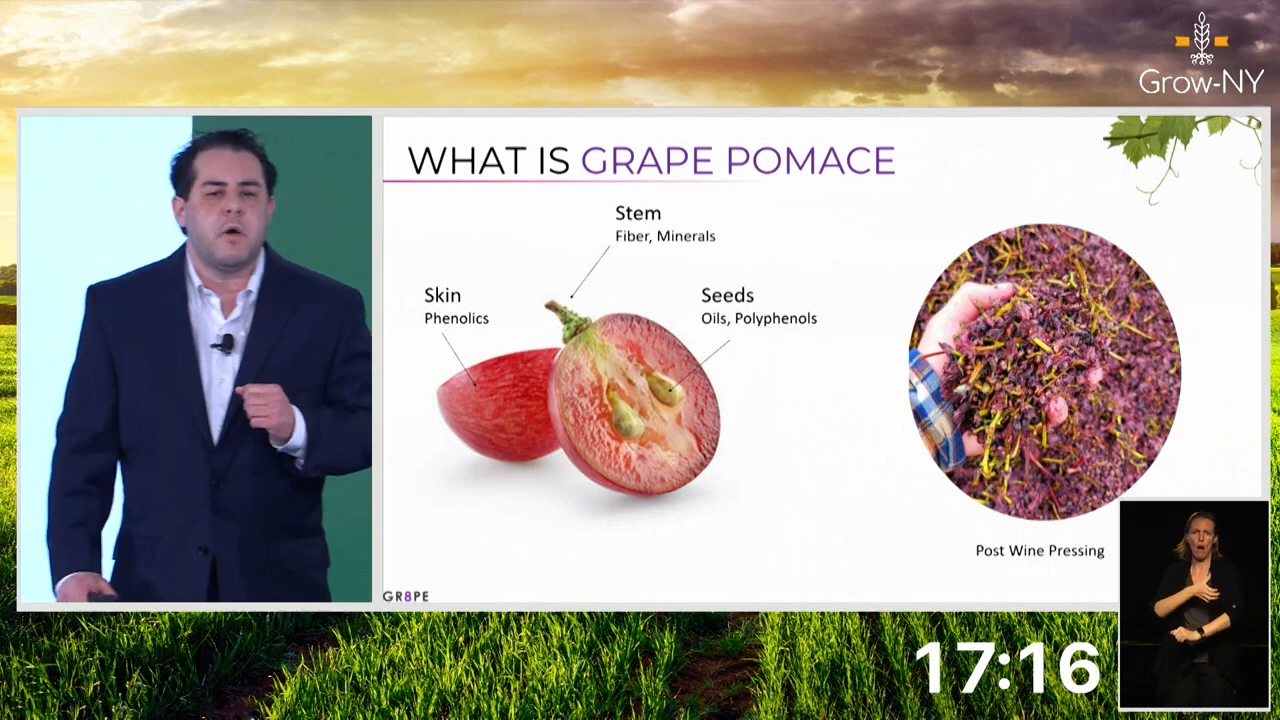 Grow-NY
WHAT IS GRAPE POMACE
Stem
Fiber, Minerals
Skin
Phenolics
Seeds
Oils, Polyphenols
Post Wine Pressing
GR8PE
17:16